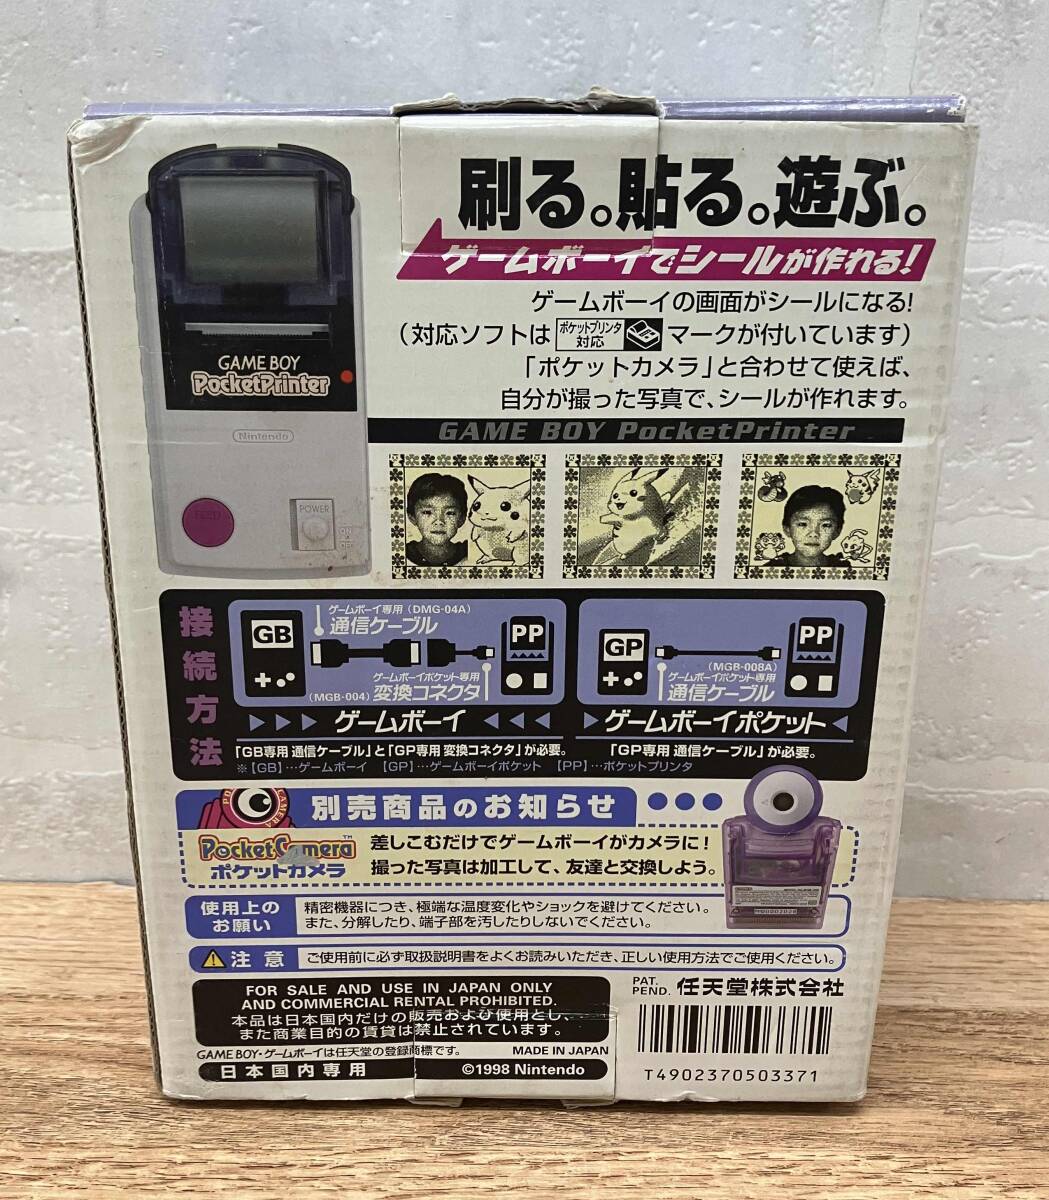 刷る。貼る。遊ぶ。
ゲームボーイでシールが作れる!
ゲームボーイの画面がシールになる!
(対応ソフトは ポケットプリンタ対応 マークが付いています)
「ポケットカメラ」と合わせて使えば、
自分が撮った写真で、シールが作れます。
GAME BOY
PocketPrinter
Nintendo
FEED
POWER
ON
OFF
GAME BOY PocketPrinter
接続方法
ゲームボーイ専用(DMG-04A)
通信ケーブル
GB
PP
ゲームボーイポケット専用
(MGB-004)変換コネクタ
ゲームボーイ
「GB専用 通信ケーブル」と「GP専用 変換コネクタ」が必要。
GP
PP
(MGB-008A)
ゲームボーイポケット専用
通信ケーブル
ゲームボーイポケット
「GP専用 通信ケーブル」が必要。
※【GB】…ゲームボーイ 【GP】…ゲームボーイポケット 【PP】…ポケットプリンタ
別売商品のお知らせ
PocketCamera™
ポケットカメラ
差しこむだけでゲームボーイがカメラに!
撮った写真は加工して、友達と交換しよう。
使用上のお願い
精密機器につき、極端な温度変化やショックを避けてください。
また、分解したり、端子部を汚したりしないでください。
注意
ご使用前に必ず取扱説明書をよくお読みいただき、正しい使用方法でご使用ください。
FOR SALE AND USE IN JAPAN ONLY
AND COMMERCIAL RENTAL PROHIBITED.
本品は日本国内だけの販売および使用とし、
また商業目的の賃貸は禁止されています。
GAME BOY・ゲームボーイは任天堂の登録商標です。
MADE IN JAPAN
日本国内専用
©1998 Nintendo
PAT. PEND.
任天堂株式会社
T4902370503371